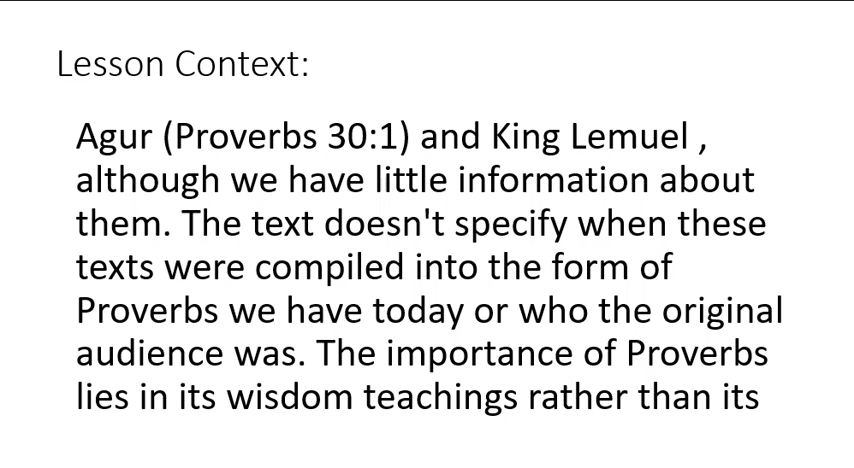 Lesson Context:
Agur (Proverbs 30:1) and King Lemuel ,
although we have little information about
them. The text doesn't specify when these
texts were compiled into the form of
Proverbs we have today or who the original
audience was. The importance of Proverbs
lies in its wisdom teachings rather than its